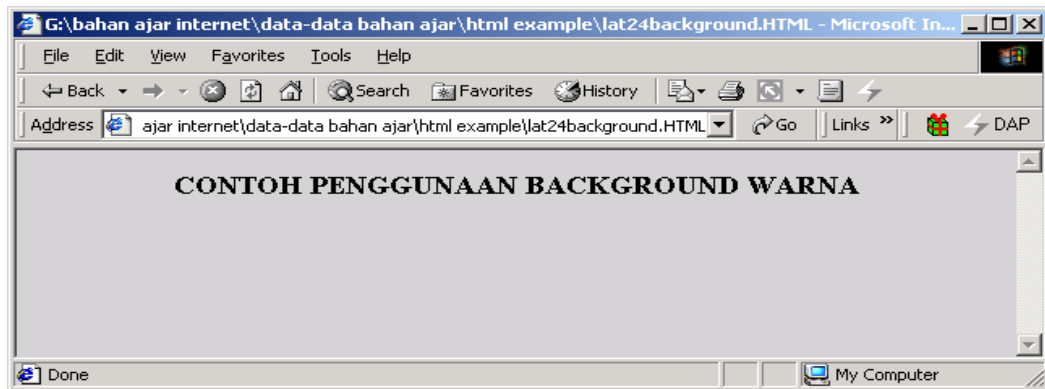 G:\bahan ajar internet\data-data bahan ajar\html example\lat24background.HTML - Microsoft In...
File Edit View Favorites Tools Help
Back Search Favorites History
Address ajar internet\data-data bahan ajar\html example\lat24background.HTML Go Links » DAP
CONTOH PENGGUNAAN BACKGROUND WARNA
Done My Computer